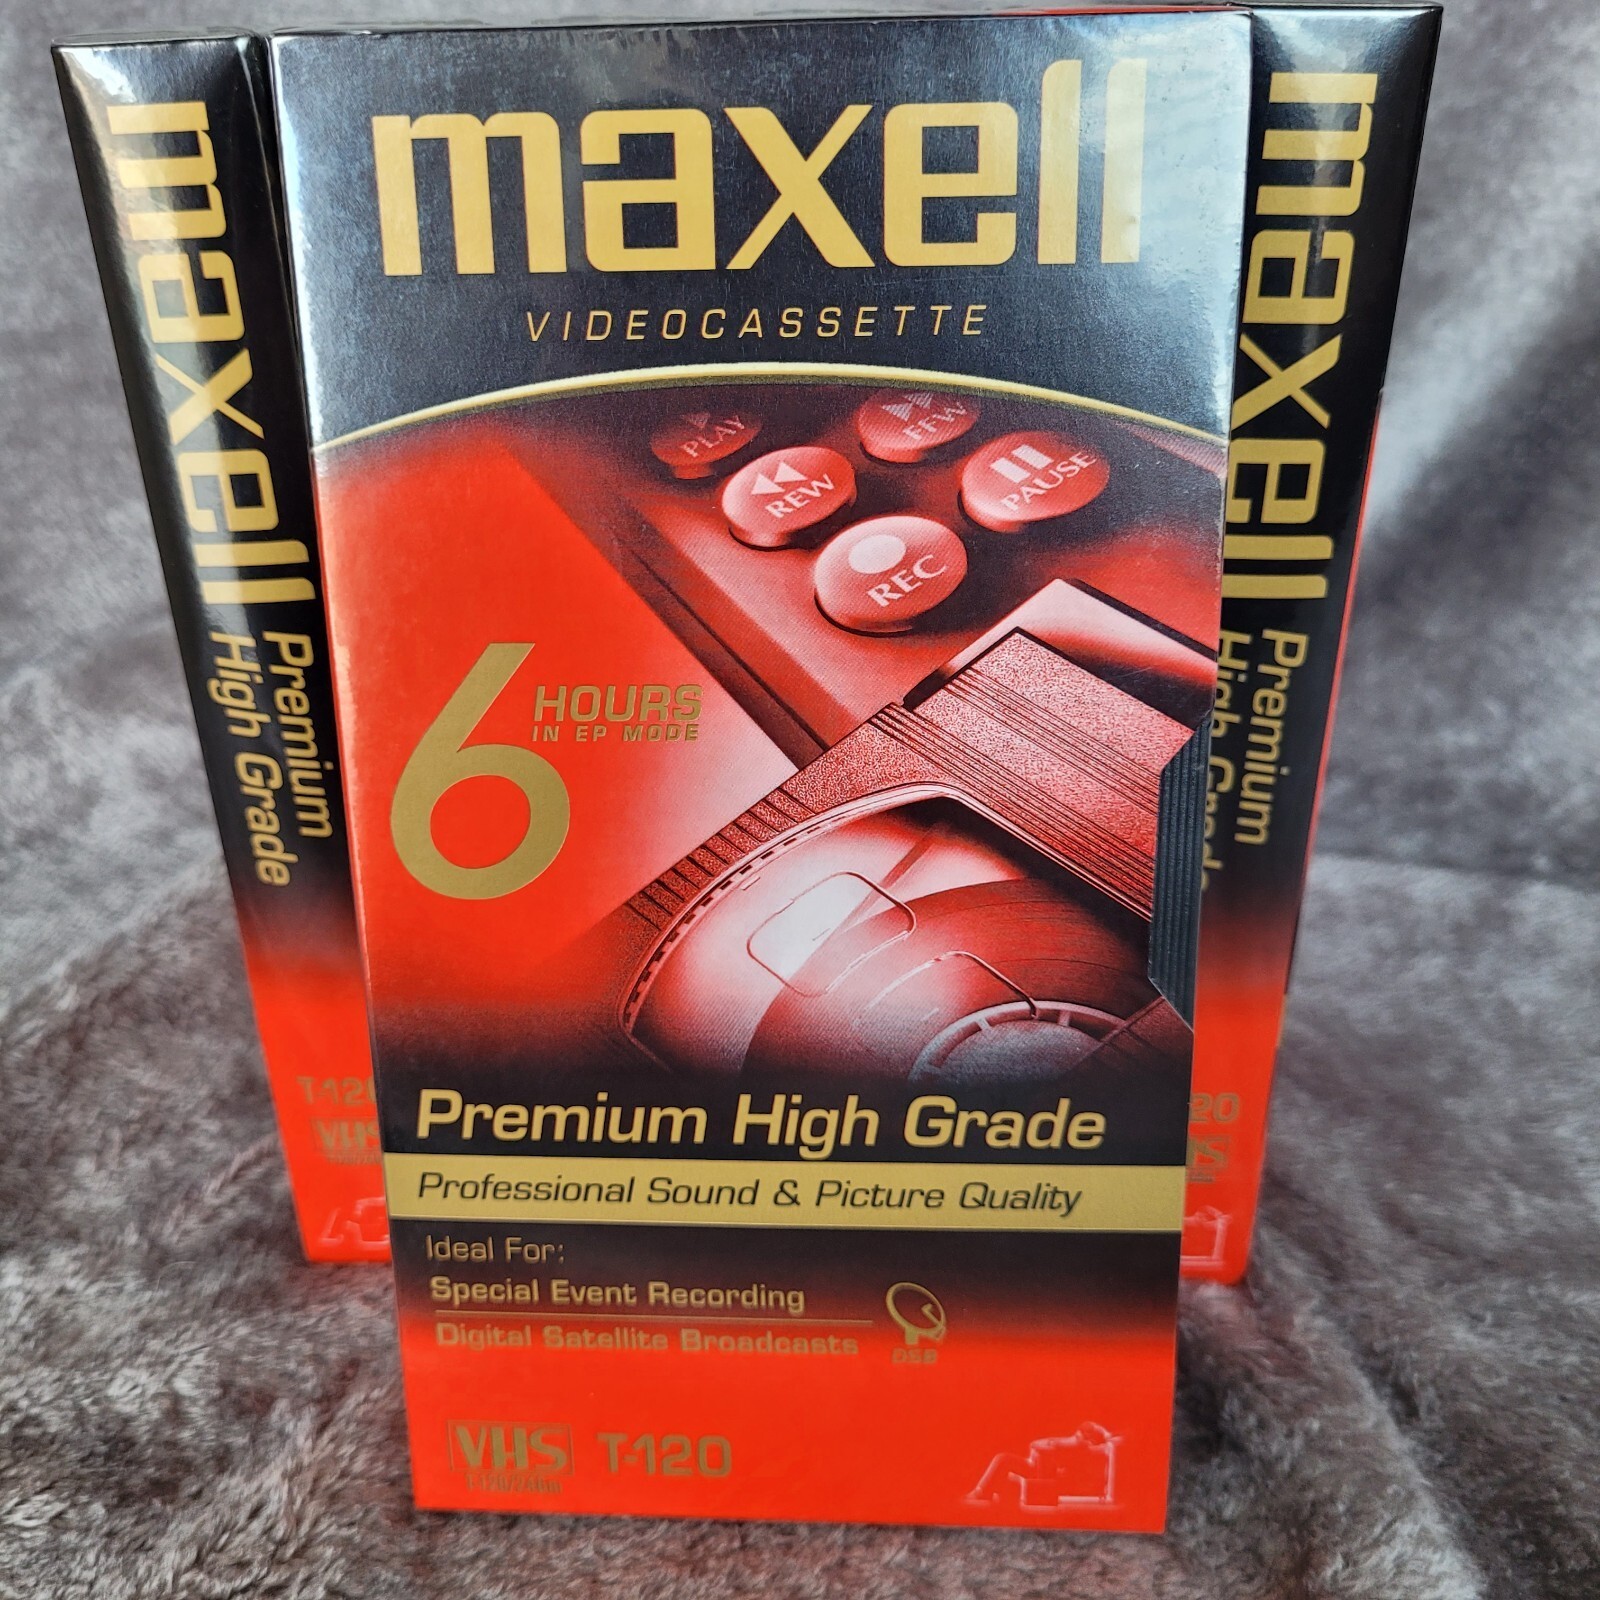 maxell
VIDEOCASSETTE
PLAY
FFW
REW
PAUSE
REC
6 HOURS
IN EP MODE
Premium High Grade
Professional Sound & Picture Quality
Ideal For:
Special Event Recording
Digital Satellite Broadcasts
DSB
VHS T-120
maxell
Premium
High Grade
T-120
VHS
maxell
Premium
High Grade